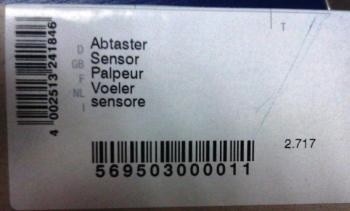 T
4 002513 241846
D Abtaster
GB Sensor
F Palpeur
NL Voeler
I sensore
2.717
569503000011